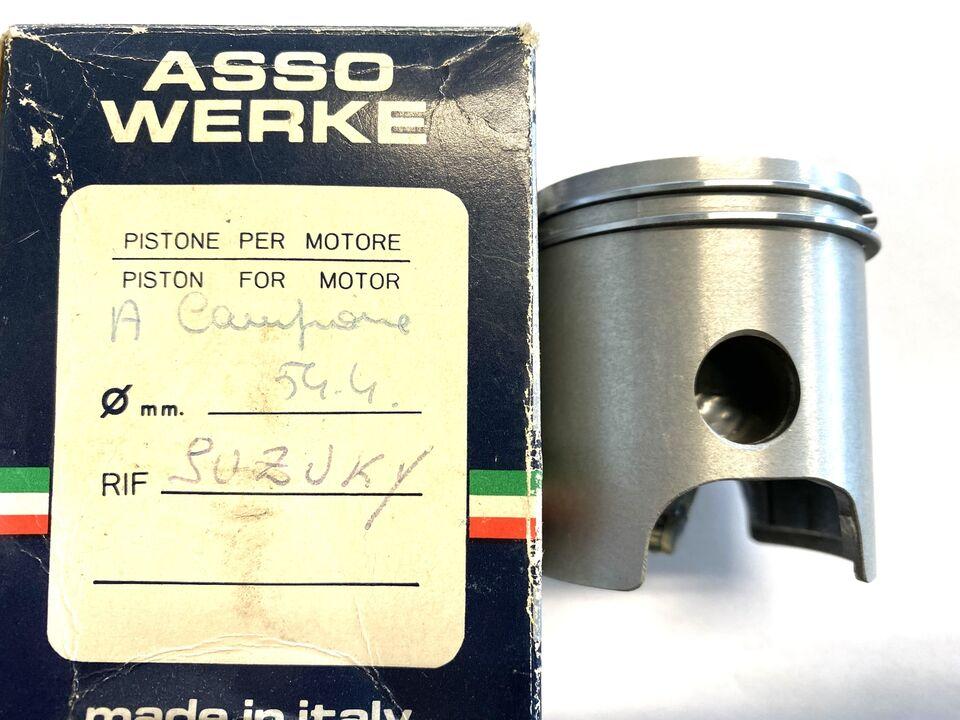 ASSO
WERKE
PISTONE PER MOTORE
PISTON FOR MOTOR
A Campione
Ø mm. 54.4.
RIF SUZUKY
made in italy